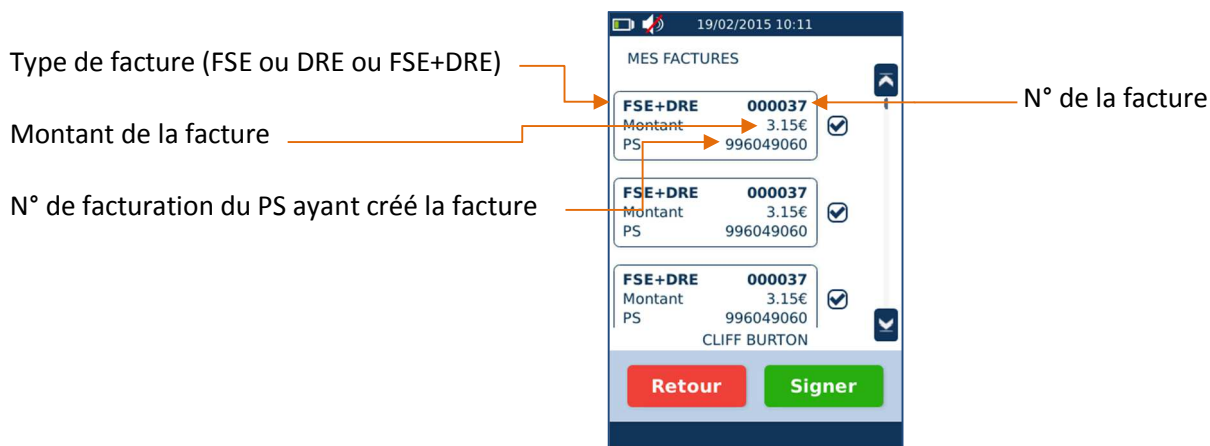 19/02/2015 10:11
Type de facture (FSE ou DRE ou FSE+DRE)
MES FACTURES
N° de la facture
FSE+DRE 000037
Montant de la facture
Montant 3.15€
PS 996049060
N° de facturation du PS ayant créé la facture
FSE+DRE 000037
Montant 3.15€
PS 996049060
FSE+DRE 000037
Montant 3.15€
PS 996049060
CLIFF BURTON
Retour Signer